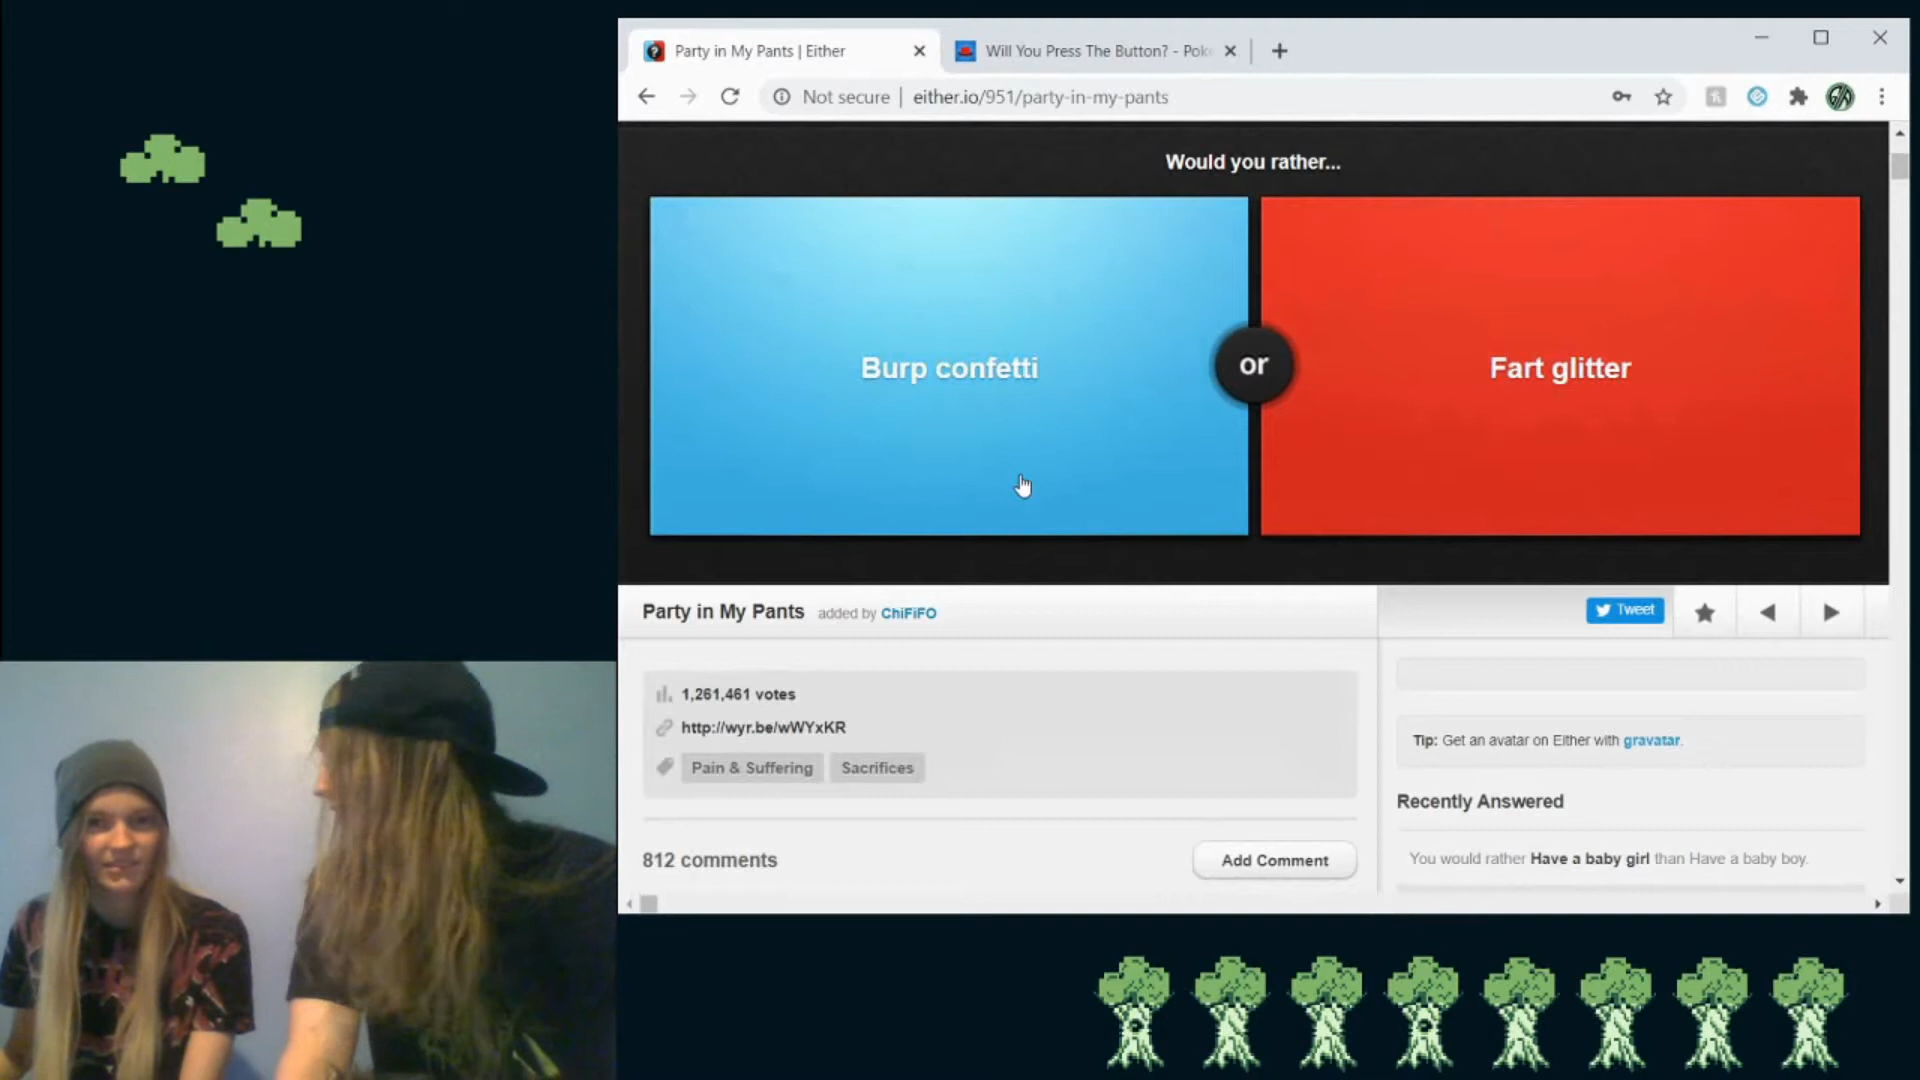 Party in My Pants | Either
Will You Press The Button? - Pok
Not secure | either.io/951/party-in-my-pants
Would you rather...
Burp confetti
or
Fart glitter
Party in My Pants added by ChiFiFO
Tweet
1,261,461 votes
http://wyr.be/wWYxKR
Pain & Suffering
Sacrifices
Tip: Get an avatar on Either with gravatar.
Recently Answered
812 comments
Add Comment
You would rather Have a baby girl than Have a baby boy.